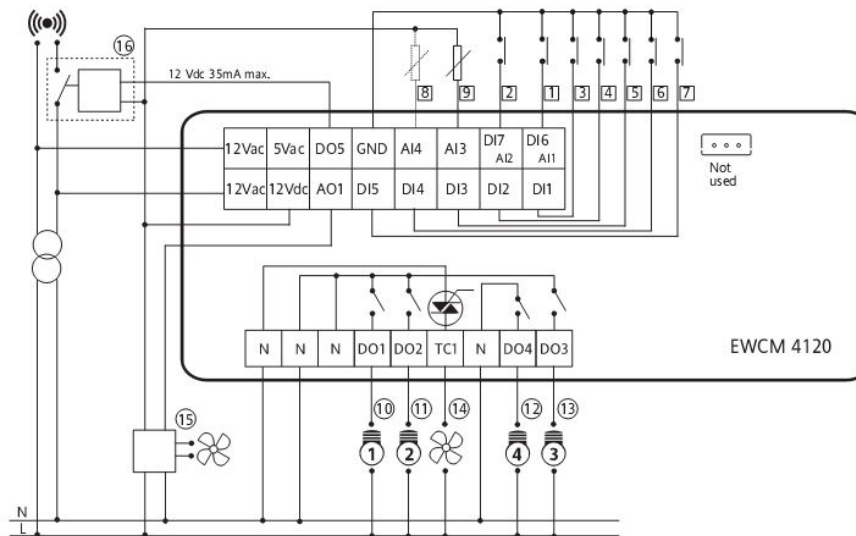 16
12 Vdc 35mA max.
8 9 2 1 3 4 5 6 7
12Vac 5Vac DO5 GND AI4 AI3 DI7 AI2 DI6 AI1
12Vac 12Vdc AO1 DI5 DI4 DI3 DI2 DI1
Not
used
N N N DO1 DO2 TC1 N DO4 DO3
EWCM 4120
15 10 11 14 12 13
1 2 4 3
N
L